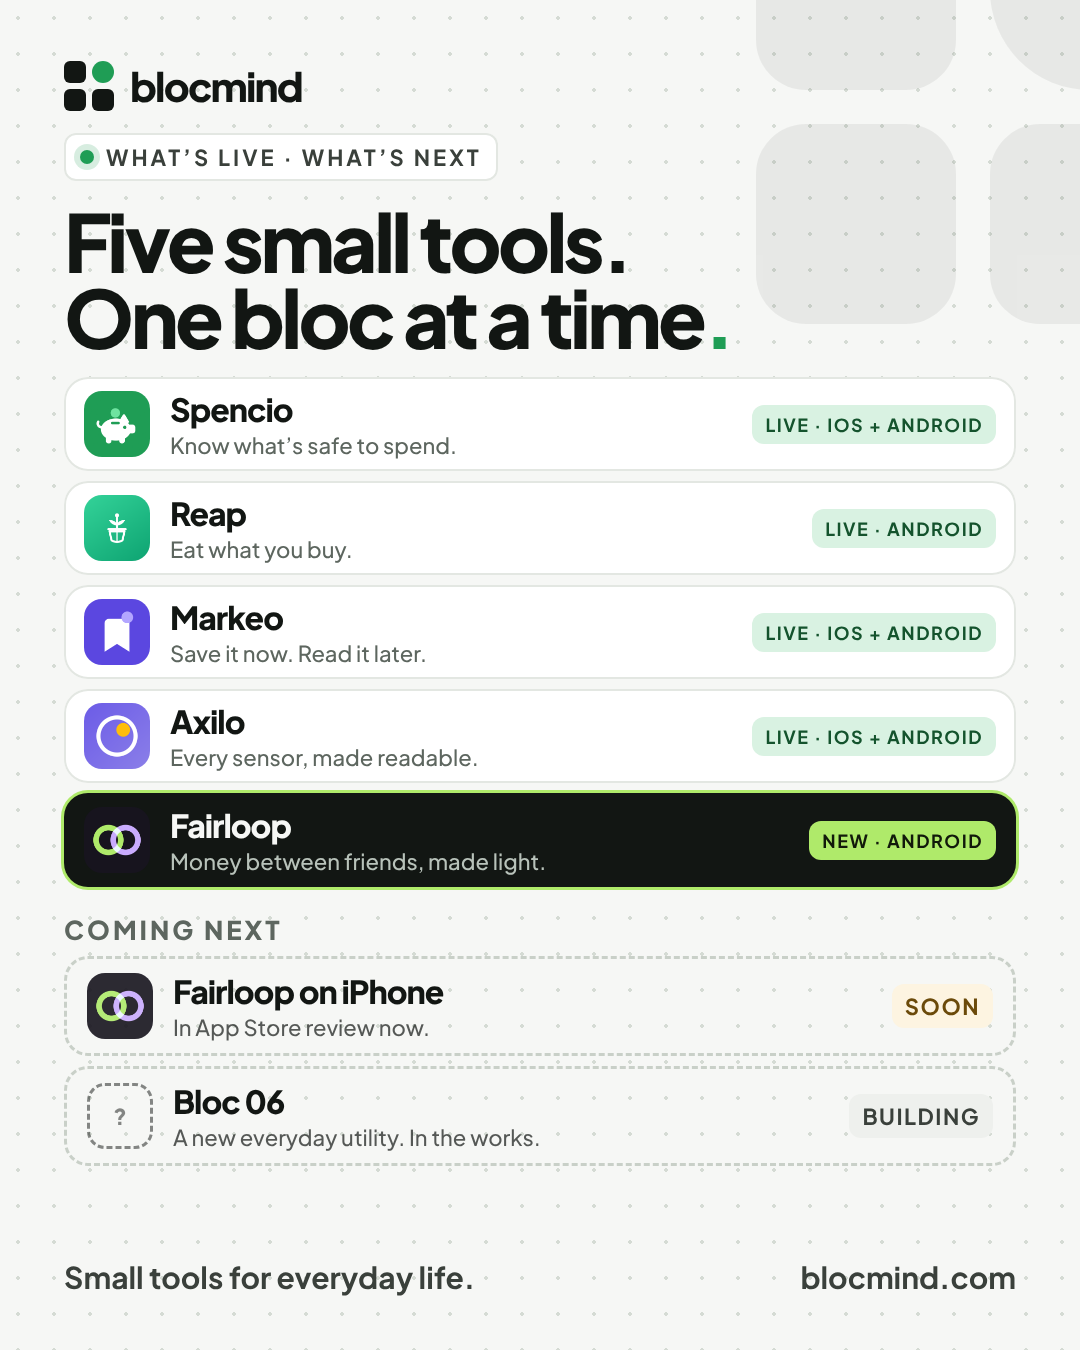 blocmind
WHAT’S LIVE · WHAT’S NEXT
Five small tools.
One bloc at a time.
Spencio
Know what’s safe to spend.
LIVE · IOS + ANDROID
Reap
Eat what you buy.
LIVE · ANDROID
Markeo
Save it now. Read it later.
LIVE · IOS + ANDROID
Axilo
Every sensor, made readable.
LIVE · IOS + ANDROID
Fairloop
Money between friends, made light.
NEW · ANDROID
COMING NEXT
Fairloop on iPhone
In App Store review now.
SOON
?
Bloc 06
A new everyday utility. In the works.
BUILDING
Small tools for everyday life.
blocmind.com